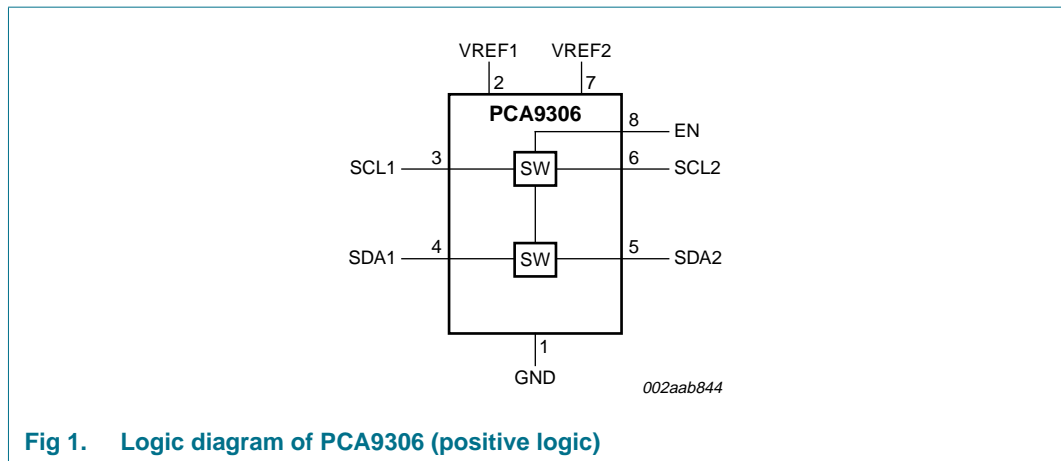 VREF1 VREF2
2 7
PCA9306
8 EN
SCL1 3 SW 6 SCL2
SDA1 4 SW 5 SDA2
1
GND
002aab844
Fig 1. Logic diagram of PCA9306 (positive logic)